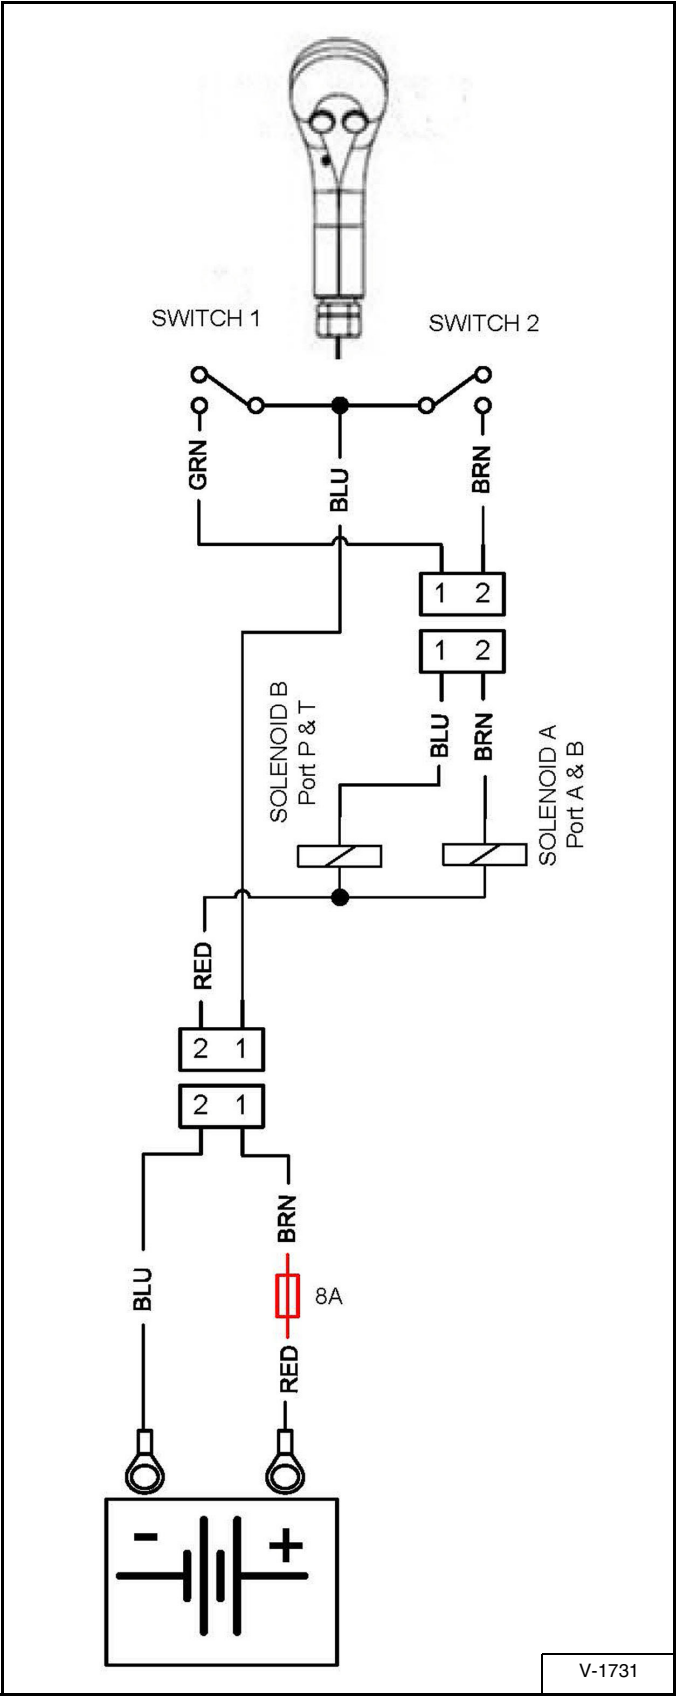 SWITCH 1
SWITCH 2
GRN
BLU
BRN
1 2
1 2
SOLENOID B
Port P & T
BLU
BRN
SOLENOID A
Port A & B
RED
2 1
2 1
BRN
BLU
8A
RED
- +
V-1731